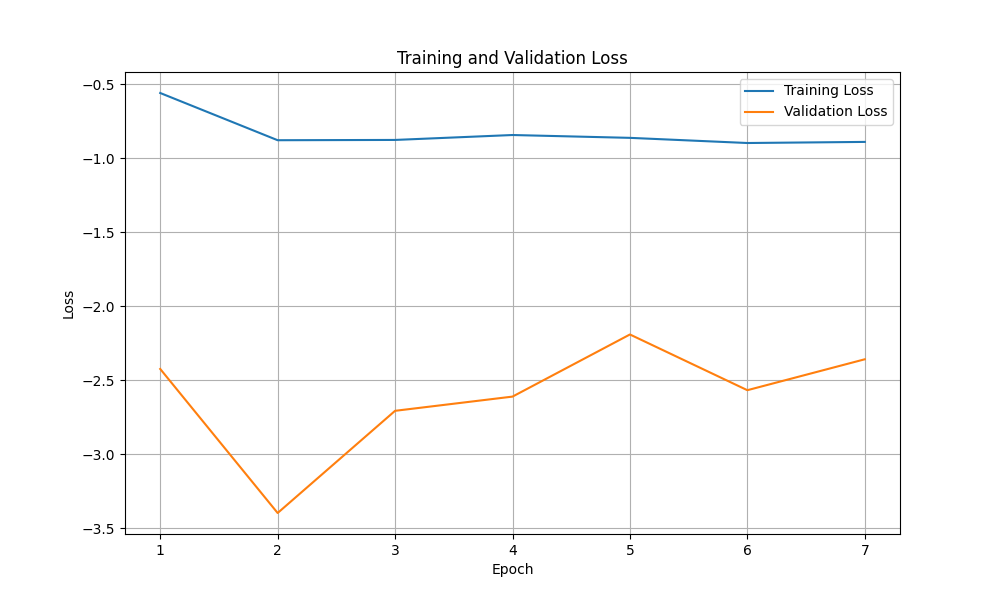 Training and Validation Loss
Training Loss
Validation Loss
−0.5
−1.0
−1.5
−2.0
−2.5
−3.0
−3.5
Loss
1 2 3 4 5 6 7
Epoch